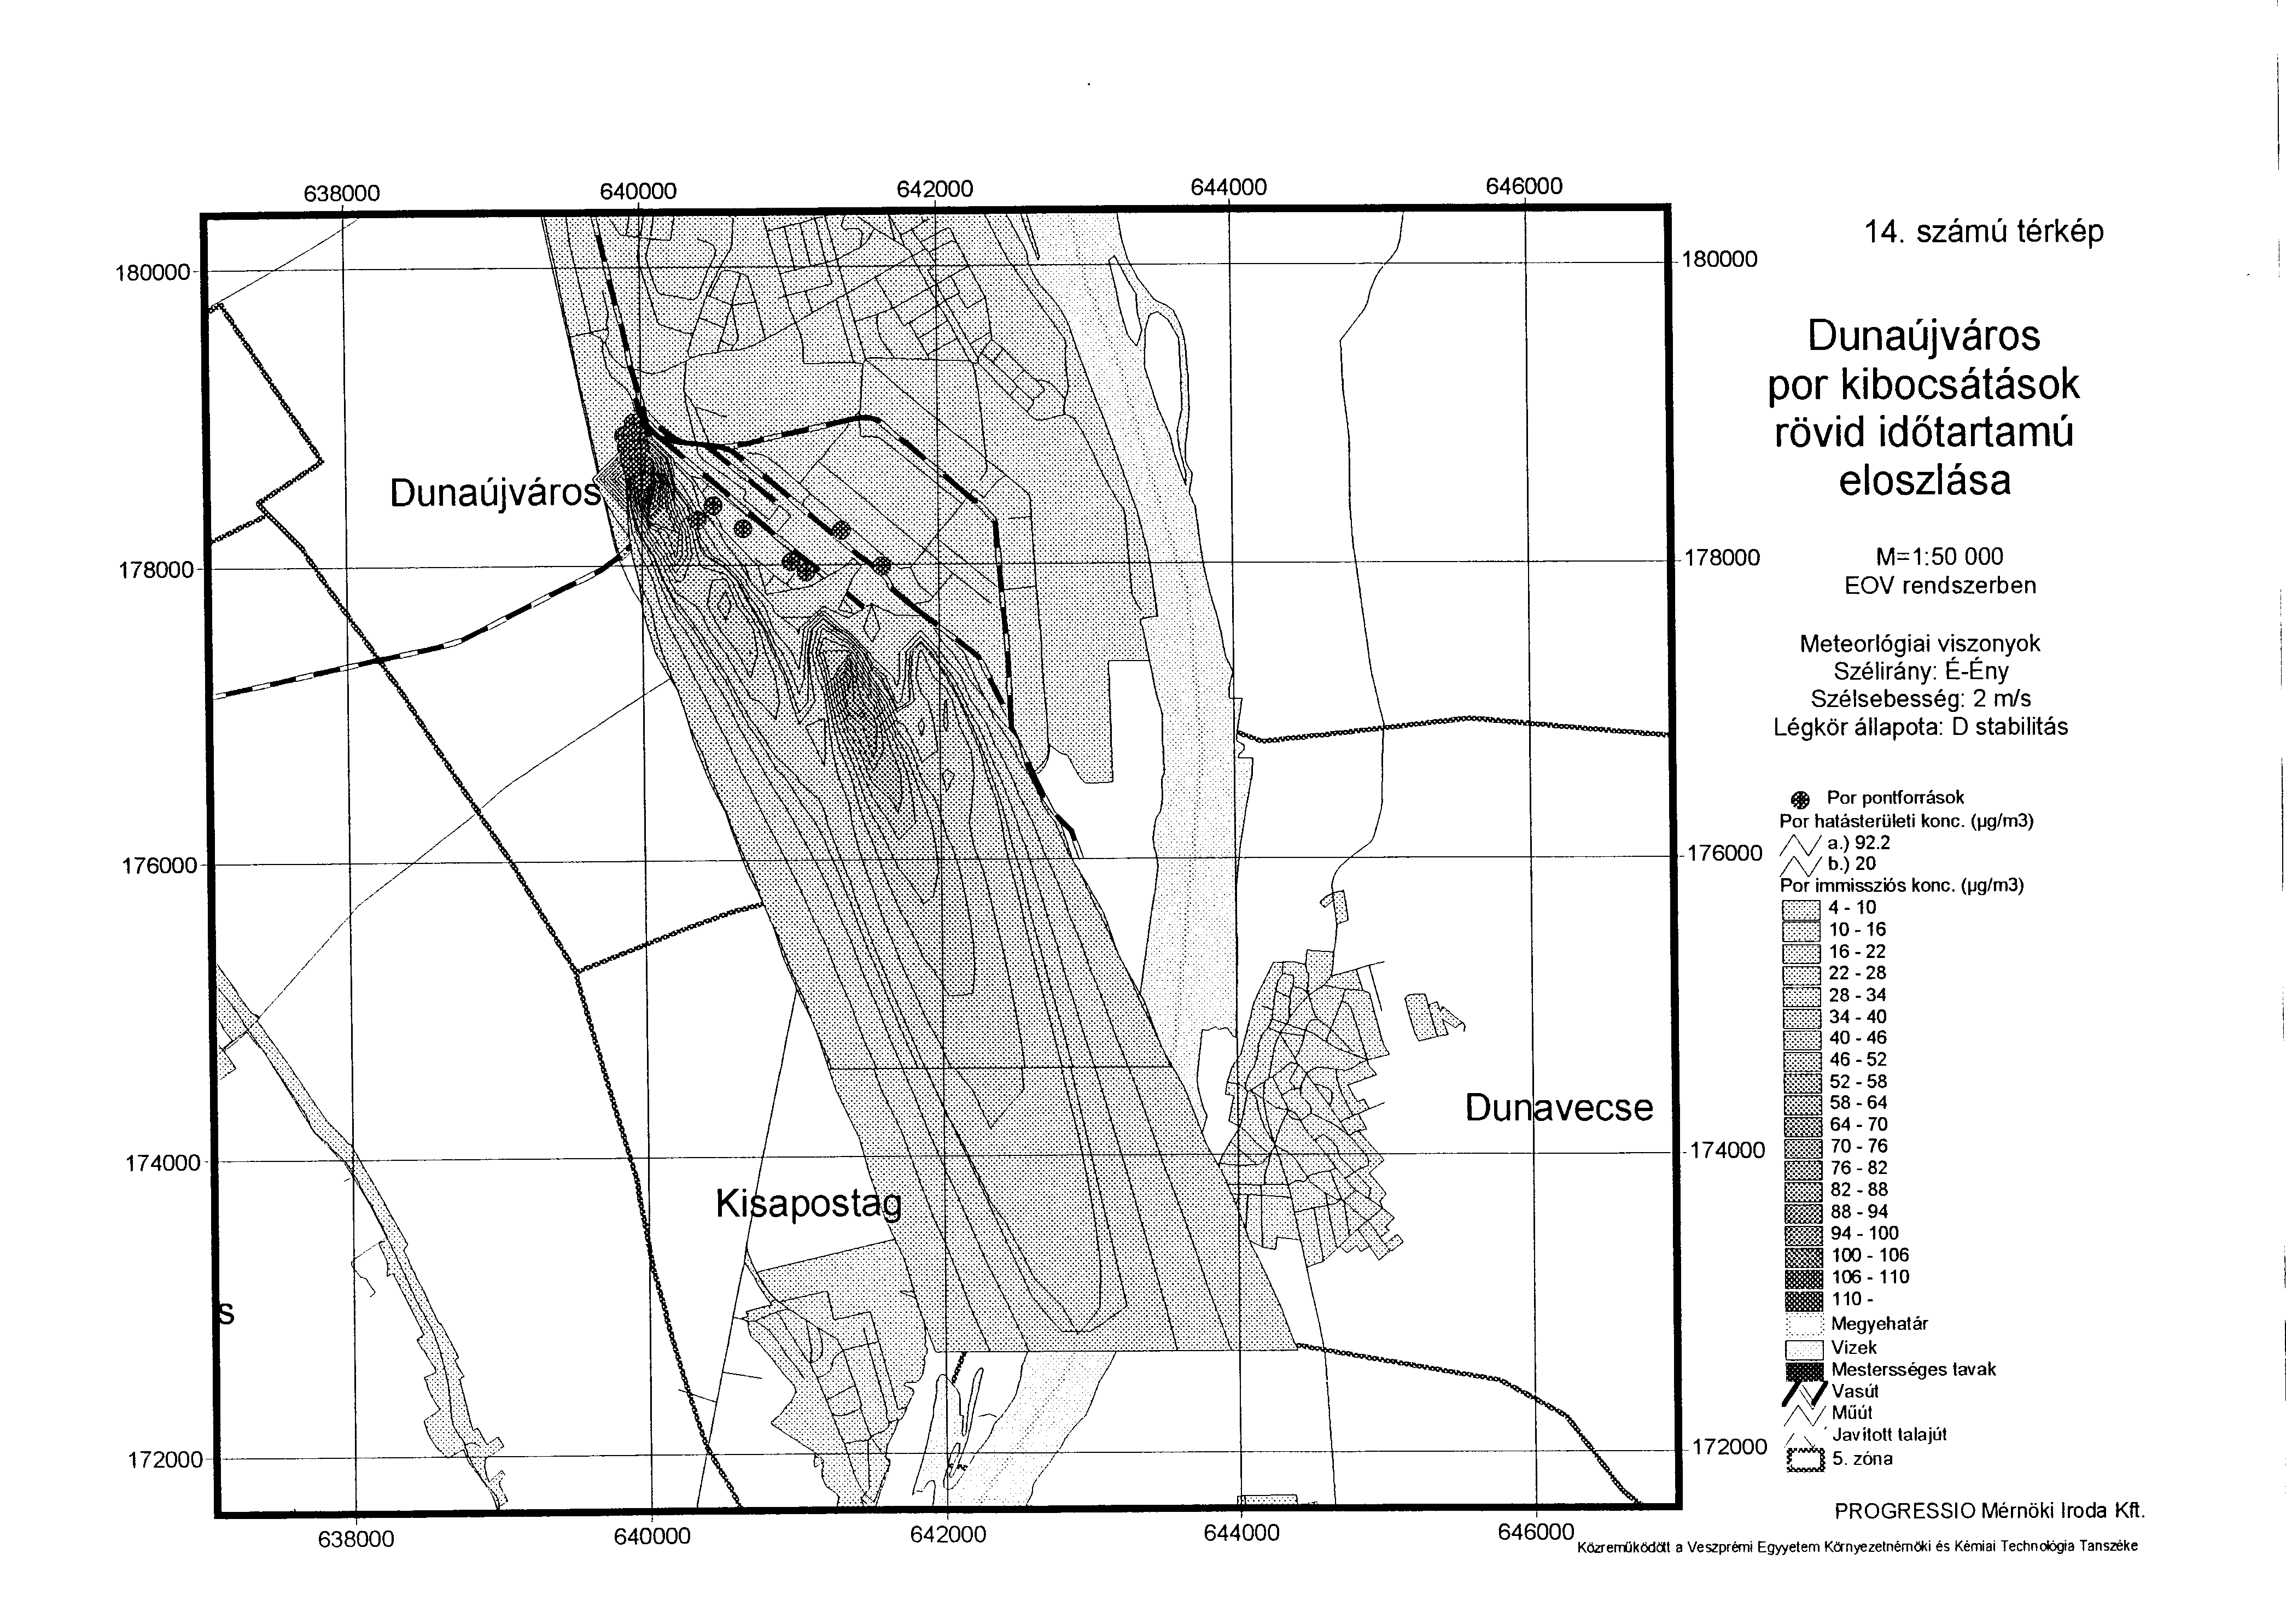 638000
640000
642000
644000
646000
14. számú térkép
180000
180000
Dunaújváros
por kibocsátások
rövid időtartamú
eloszlása
Dunaújváros
178000
178000
M=1:50 000
EOV rendszerben
Meteorlógiai viszonyok
Szélirány: É-Ény
Szélsebesség: 2 m/s
Légkör állapota: D stabilitás
Por pontforrások
Por hatásterületi konc. (µg/m3)
a.) 92.2
b.) 20
176000
176000
Por immissziós konc. (µg/m3)
4 - 10
10 - 16
16 - 22
22 - 28
28 - 34
34 - 40
40 - 46
46 - 52
52 - 58
58 - 64
64 - 70
70 - 76
76 - 82
82 - 88
88 - 94
94 - 100
100 - 106
106 - 110
110 -
Megyehatár
Vizek
Mestersséges tavak
Vasút
Műút
Javított talajút
5. zóna
Dunavecse
174000
174000
Kisapostag
s
172000
172000
638000
640000
642000
644000
646000
PROGRESSIO Mérnöki Iroda Kft.
Közreműködött a Veszprémi Egyyetem Környezetnémöki és Kémiai Technológia Tanszéke